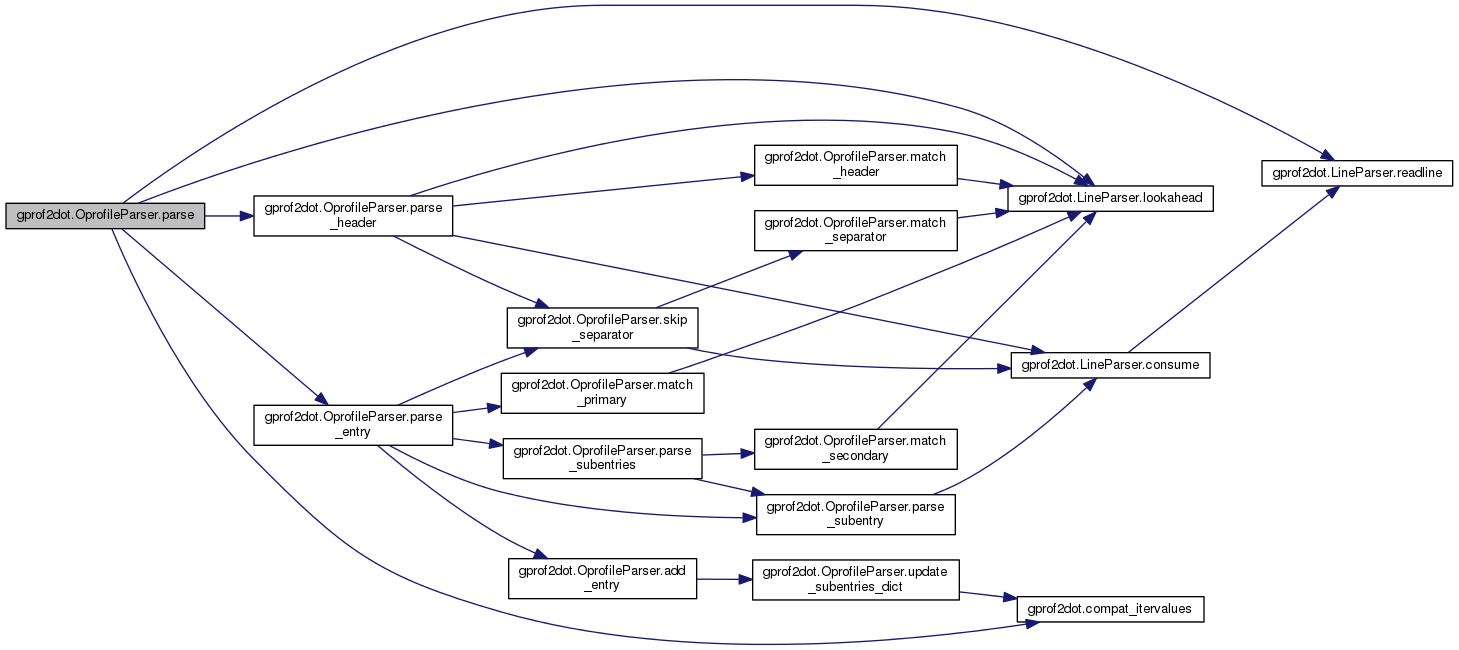 gprof2dot.OprofileParser.parse
gprof2dot.OprofileParser.parse
_header
gprof2dot.OprofileParser.parse
_entry
gprof2dot.OprofileParser.skip
_separator
gprof2dot.OprofileParser.match
_primary
gprof2dot.OprofileParser.parse
_subentries
gprof2dot.OprofileParser.add
_entry
gprof2dot.OprofileParser.match
_header
gprof2dot.OprofileParser.match
_separator
gprof2dot.OprofileParser.match
_secondary
gprof2dot.OprofileParser.parse
_subentry
gprof2dot.OprofileParser.update
_subentries_dict
gprof2dot.LineParser.lookahead
gprof2dot.LineParser.consume
gprof2dot.compat_itervalues
gprof2dot.LineParser.readline